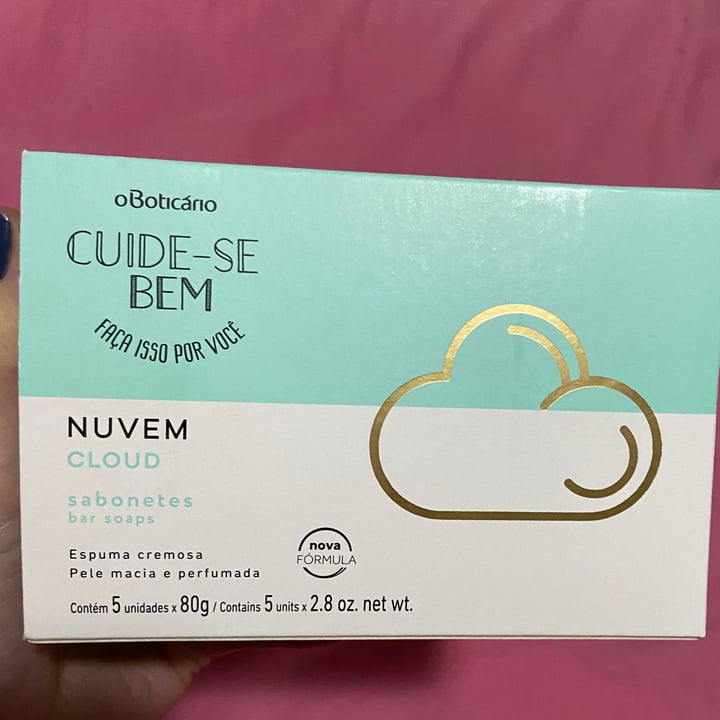 oBoticário
CUIDE-SE
BEM
FAÇA ISSO POR VOCÊ
NUVEM
CLOUD
sabonetes
bar soaps
Espuma cremosa
Pele macia e perfumada
nova
FÓRMULA
Contém 5 unidades x 80g / Contains 5 units x 2.8 oz. net wt.